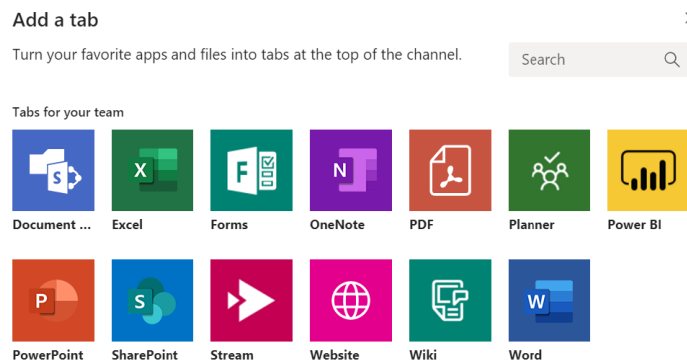 Add a tab
Turn your favorite apps and files into tabs at the top of the channel.
Search
Tabs for your team
Document ... Excel Forms OneNote PDF Planner Power BI
PowerPoint SharePoint Stream Website Wiki Word